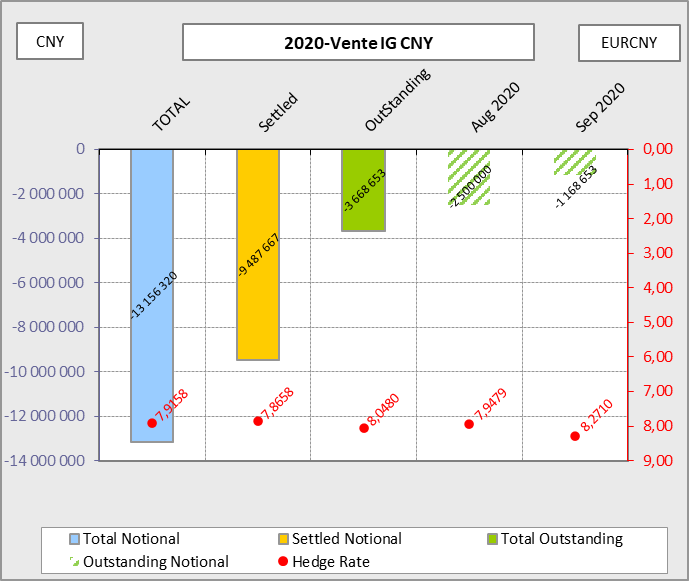 CNY
2020-Vente IG CNY
EURCNY
TOTAL
Settled
OutStanding
Aug 2020
Sep 2020
0
-2 000 000
-4 000 000
-6 000 000
-8 000 000
-10 000 000
-12 000 000
-14 000 000
0,00
1,00
2,00
3,00
4,00
5,00
6,00
7,00
8,00
9,00
-13 156 320
-9 487 667
-3 668 653
-2 500 000
-1 168 653
7,9158
7,8658
8,0480
7,9479
8,2710
Total Notional
Settled Notional
Total Outstanding
Outstanding Notional
Hedge Rate